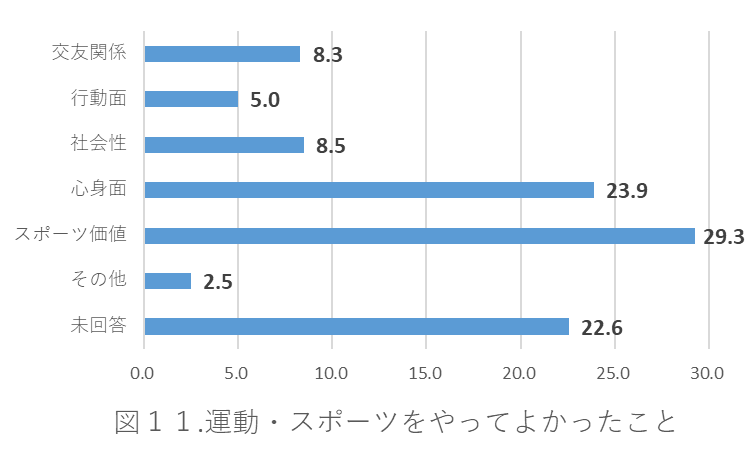 交友関係 8.3
行動面 5.0
社会性 8.5
心身面 23.9
スポーツ価値 29.3
その他 2.5
未回答 22.6
0.0 5.0 10.0 15.0 20.0 25.0 30.0
図１１.運動・スポーツをやってよかったこと